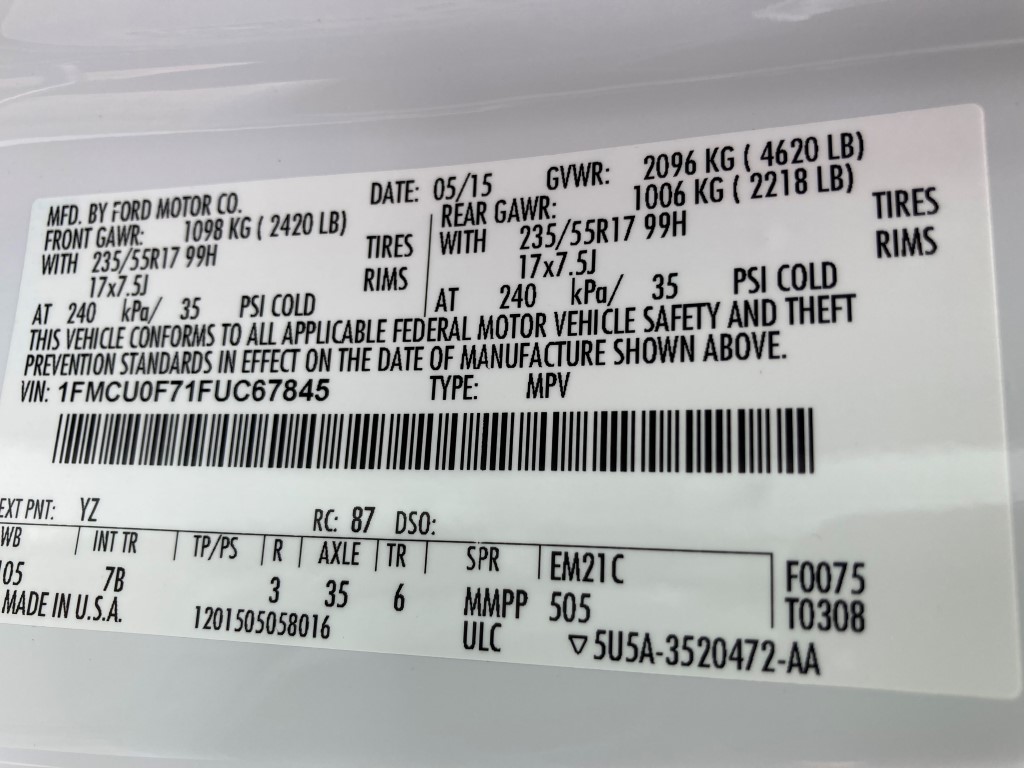 MFD. BY FORD MOTOR CO. DATE: 05/15 GVWR: 2096 KG ( 4620 LB)
FRONT GAWR: 1098 KG ( 2420 LB) REAR GAWR: 1006 KG ( 2218 LB)
WITH 235/55R17 99H TIRES WITH 235/55R17 99H TIRES
17x7.5J RIMS 17x7.5J RIMS
AT 240 kPa/ 35 PSI COLD AT 240 kPa/ 35 PSI COLD
THIS VEHICLE CONFORMS TO ALL APPLICABLE FEDERAL MOTOR VEHICLE SAFETY AND THEFT
PREVENTION STANDARDS IN EFFECT ON THE DATE OF MANUFACTURE SHOWN ABOVE.
VIN: 1FMCU0F71FUC67845 TYPE: MPV
EXT PNT: YZ RC: 87 DSO:
WB INT TR TP/PS R AXLE TR SPR EM21C F0075
05 7B 3 35 6 MMPP 505 T0308
MADE IN U.S.A. 1201505058016 ULC ▽5U5A-3520472-AA